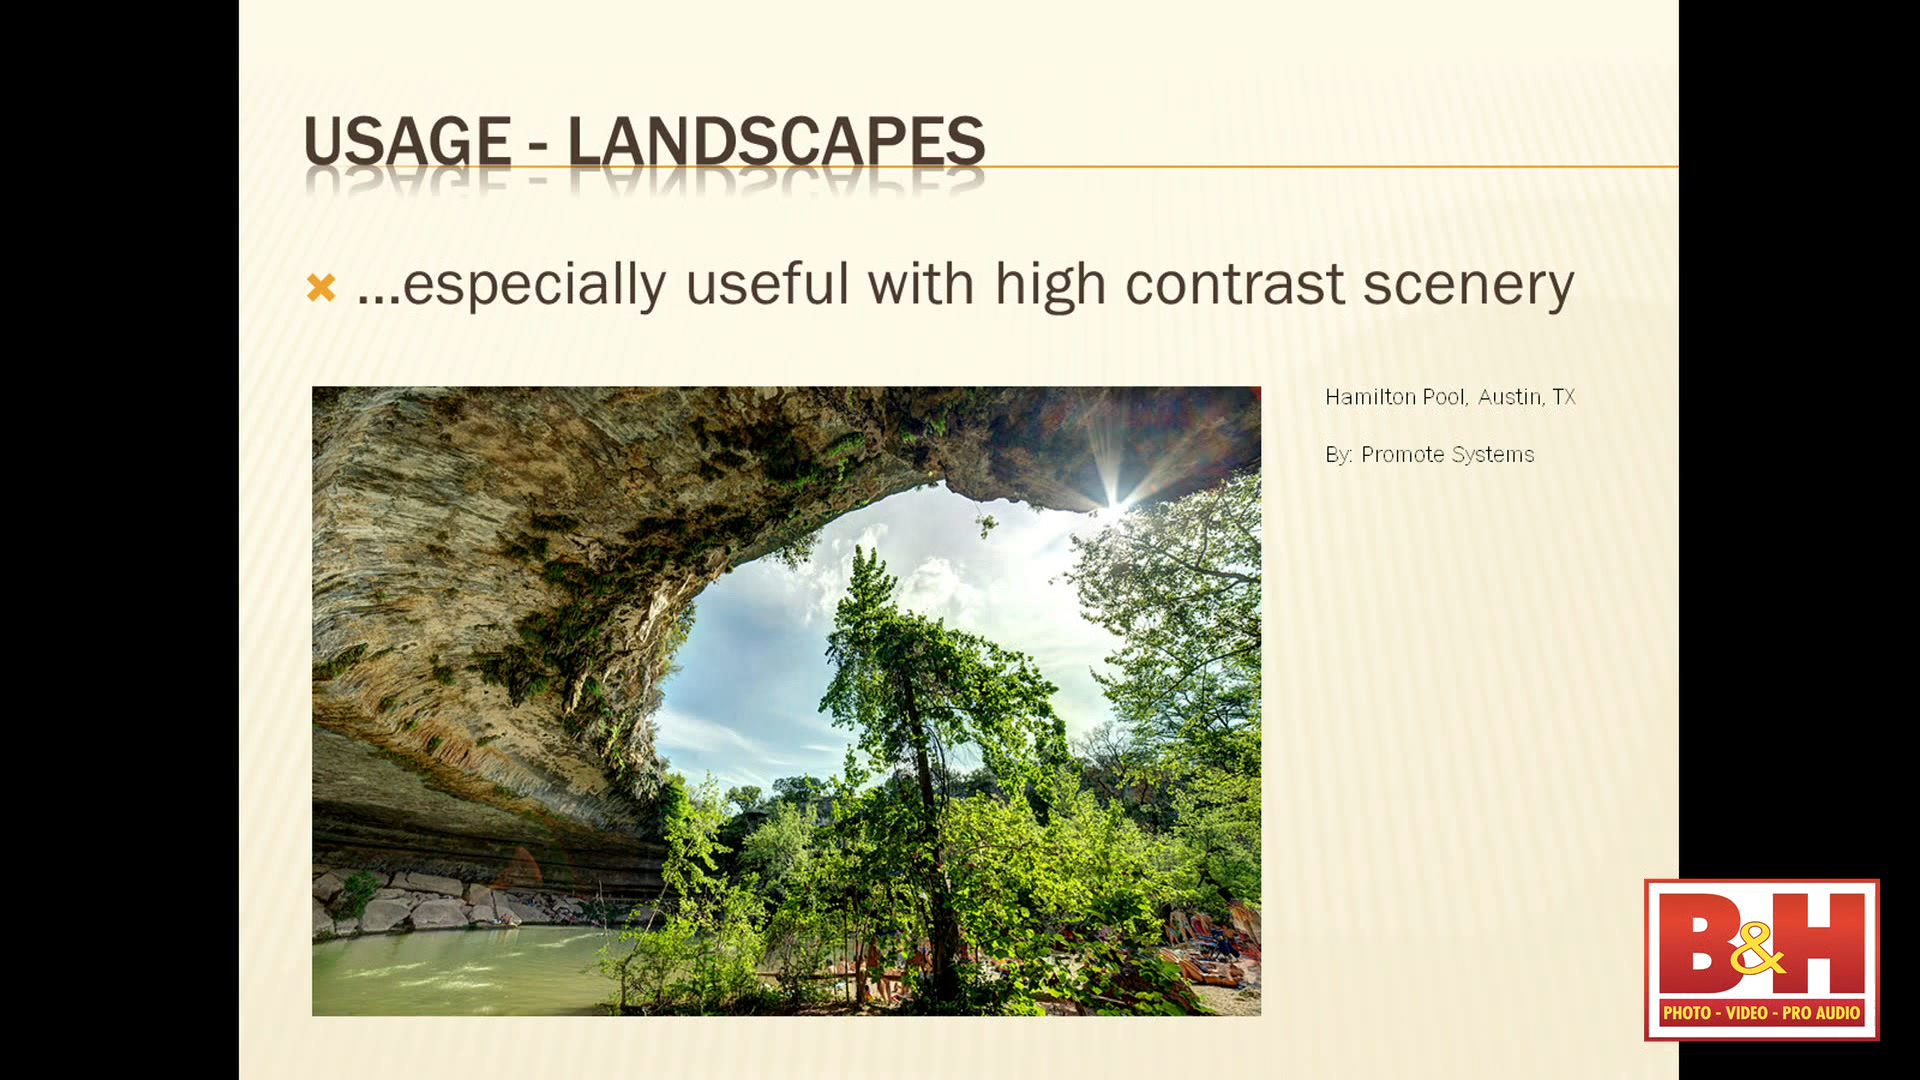 USAGE - LANDSCAPES
...especially useful with high contrast scenery
Hamilton Pool, Austin, TX
By: Promote Systems
B&H
PHOTO - VIDEO - PRO AUDIO